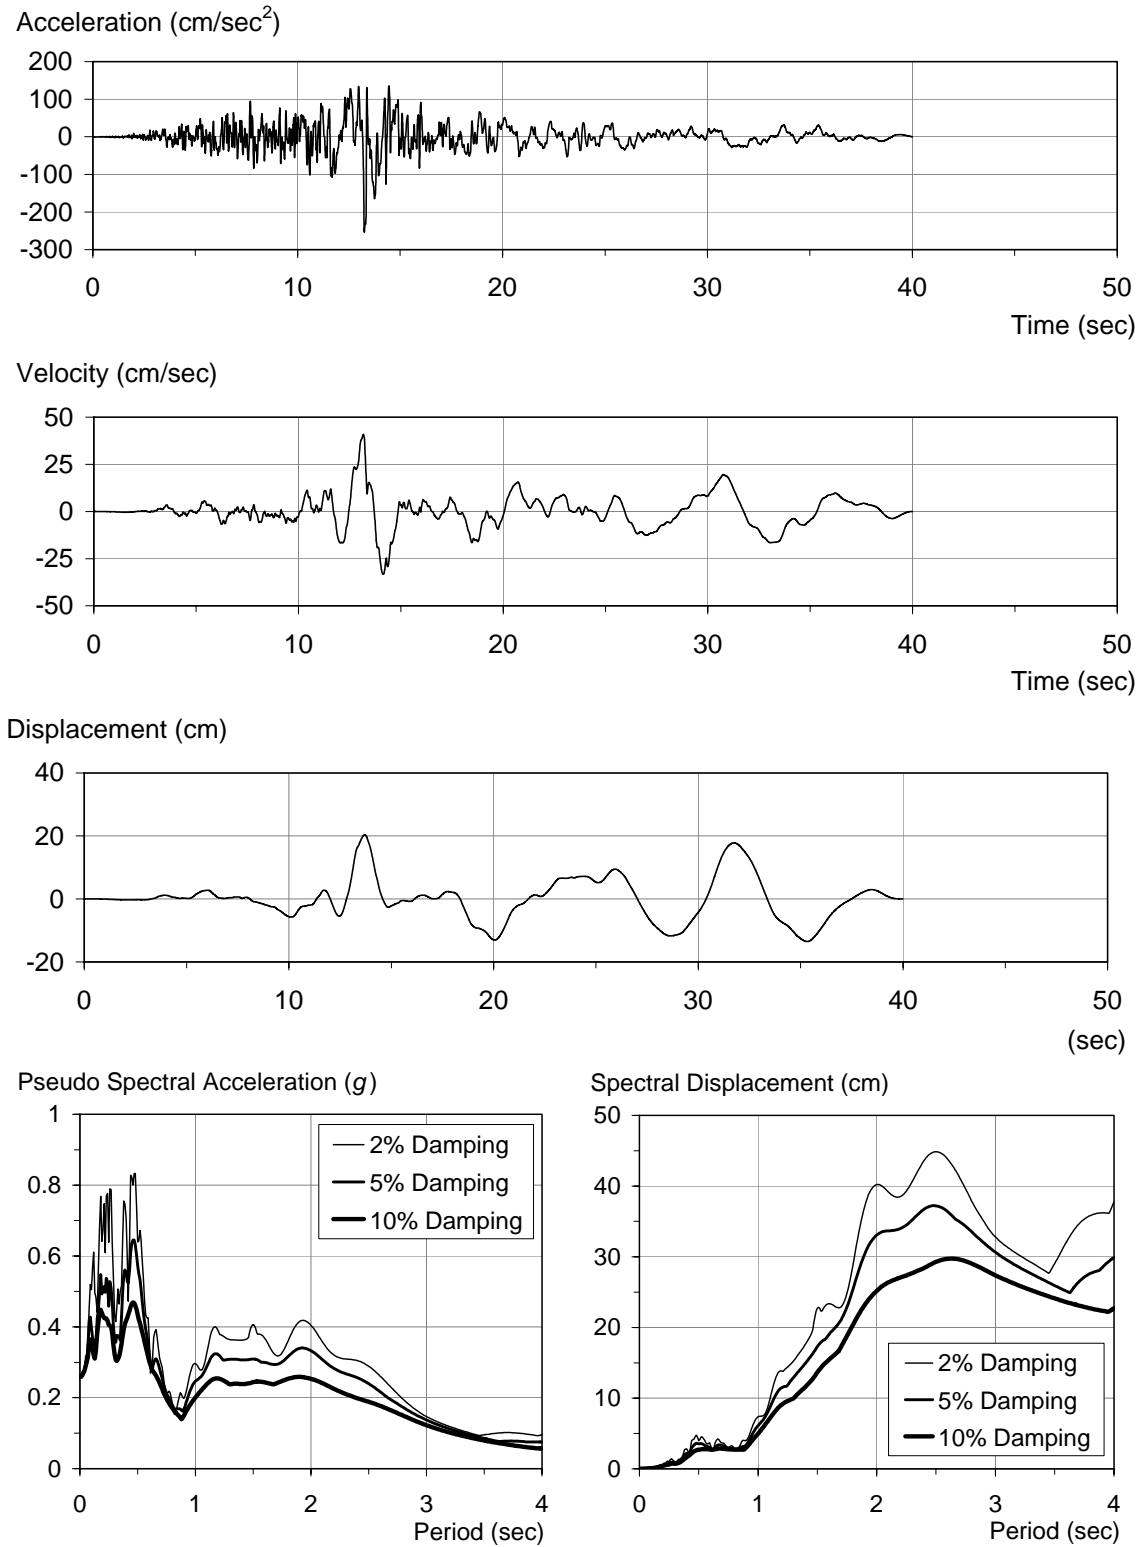 Acceleration (cm/sec²)
200
100
0
-100
-200
-300
0 10 20 30 40 50
Time (sec)
Velocity (cm/sec)
50
25
0
-25
-50
0 10 20 30 40 50
Time (sec)
Displacement (cm)
40
20
0
-20
0 10 20 30 40 50
(sec)
Pseudo Spectral Acceleration (g)
1
0.8
0.6
0.4
0.2
0
2% Damping
5% Damping
10% Damping
0 1 2 3 4
Period (sec)
Spectral Displacement (cm)
50
40
30
20
10
0
2% Damping
5% Damping
10% Damping
0 1 2 3 4
Period (sec)